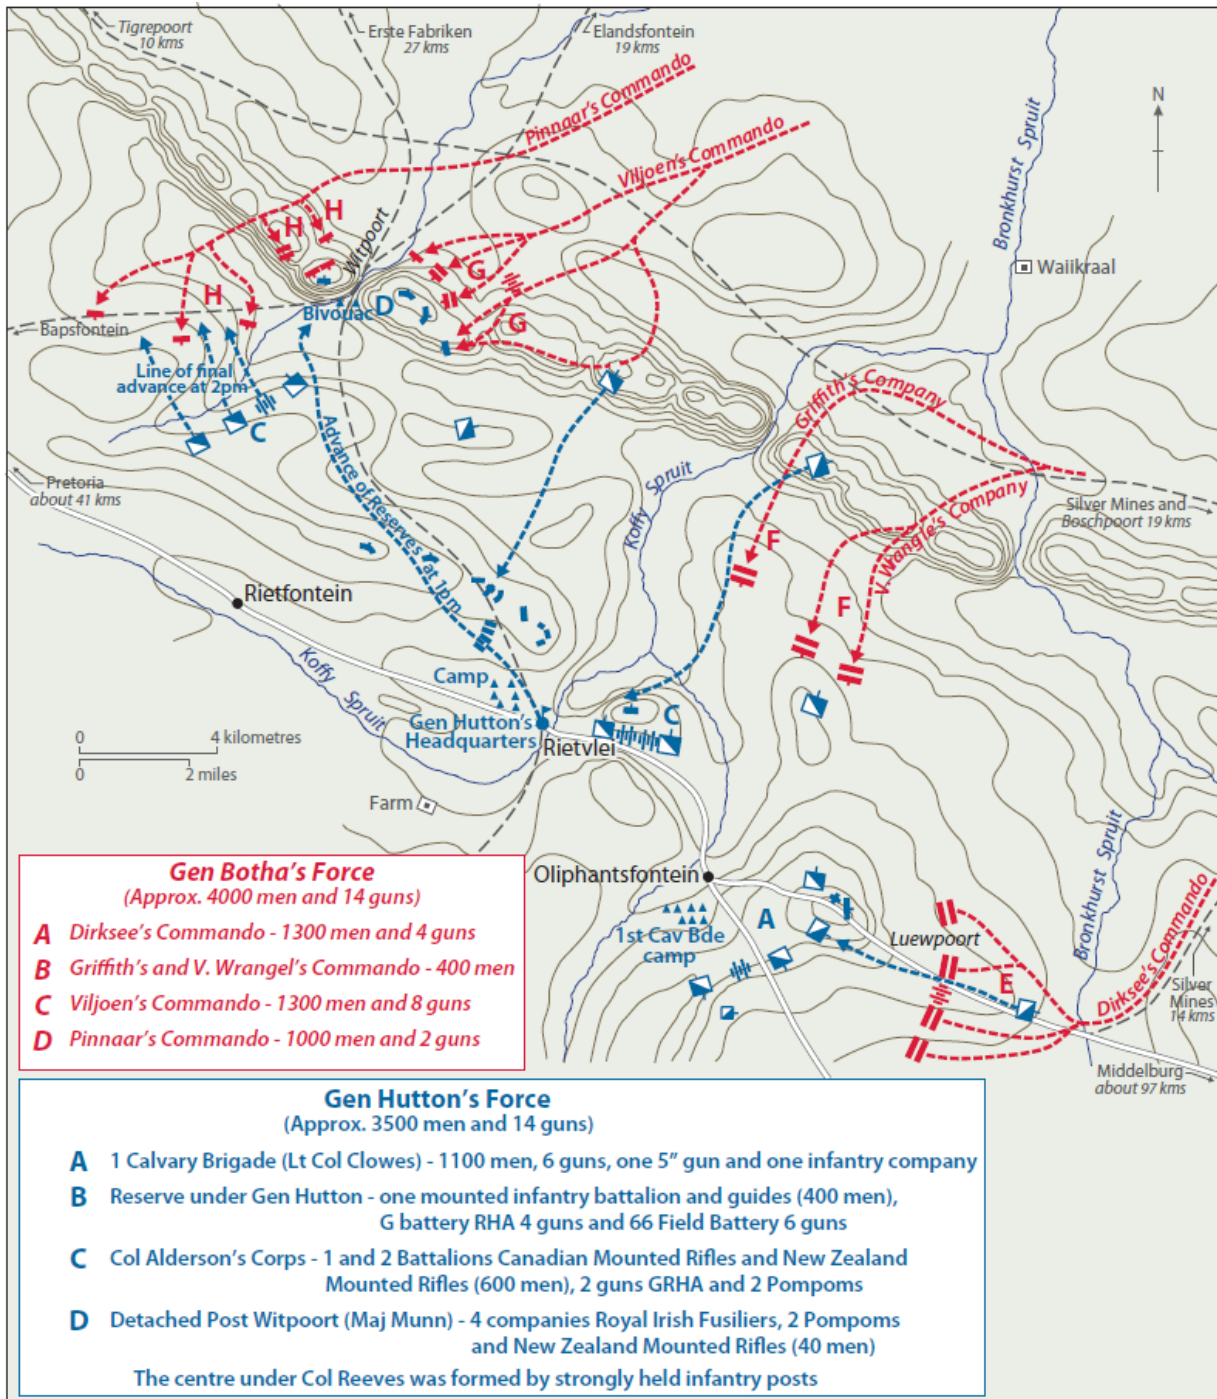 Tigrepoort
10 kms
Erste Fabriken
27 kms
Elandsfontein
19 kms
Pinnaar's Commando
Viljoen's Commando
N
Bronkhurst Spruit
Waiikraal
H
H
Witpoort
G
H
Bivouac
D
G
Bapsfontein
Line of final
advance at 2pm
C
Griffith's Company
Advance of Reserves at 1pm
Koffy Spruit
Pretoria
about 41 kms
V. Wrangle's Company
Silver Mines and
Boschpoort 19 kms
F
F
Rietfontein
Koffy Spruit
Camp
Gen Hutton's
Headquarters
C
Rietvlei
0 4 kilometres
0 2 miles
Farm
Oliphantsfontein
A
1st Cav Bde
camp
Luewpoort
E
Bronkhurst Spruit
Dirksee's Commando
Silver
Mines
14 kms
Middelburg
about 97 kms
Gen Botha's Force
(Approx. 4000 men and 14 guns)
A Dirksee's Commando - 1300 men and 4 guns
B Griffith's and V. Wrangel's Commando - 400 men
C Viljoen's Commando - 1300 men and 8 guns
D Pinnaar's Commando - 1000 men and 2 guns
Gen Hutton's Force
(Approx. 3500 men and 14 guns)
A 1 Calvary Brigade (Lt Col Clowes) - 1100 men, 6 guns, one 5" gun and one infantry company
B Reserve under Gen Hutton - one mounted infantry battalion and guides (400 men),
G battery RHA 4 guns and 66 Field Battery 6 guns
C Col Alderson's Corps - 1 and 2 Battalions Canadian Mounted Rifles and New Zealand
Mounted Rifles (600 men), 2 guns GRHA and 2 Pompoms
D Detached Post Witpoort (Maj Munn) - 4 companies Royal Irish Fusiliers, 2 Pompoms
and New Zealand Mounted Rifles (40 men)
The centre under Col Reeves was formed by strongly held infantry posts